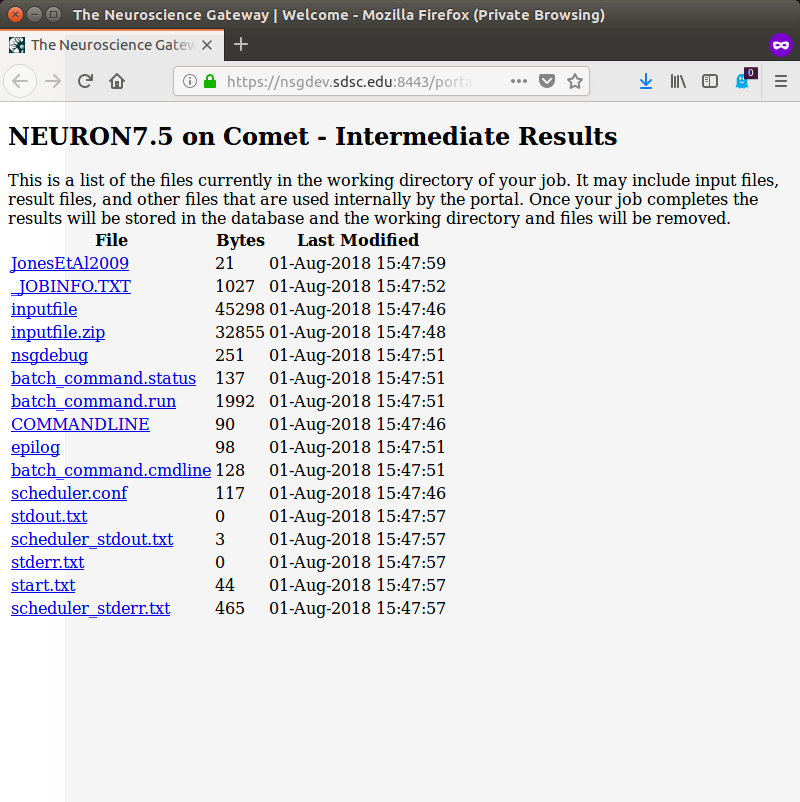 The Neuroscience Gateway | Welcome - Mozilla Firefox (Private Browsing)
The Neuroscience Gatew
https://nsgdev.sdsc.edu:8443/porta
0
NEURON7.5 on Comet - Intermediate Results
This is a list of the files currently in the working directory of your job. It may include input files,
result files, and other files that are used internally by the portal. Once your job completes the
results will be stored in the database and the working directory and files will be removed.
File Bytes Last Modified
JonesEtAl2009 21 01-Aug-2018 15:47:59
_JOBINFO.TXT 1027 01-Aug-2018 15:47:52
inputfile 45298 01-Aug-2018 15:47:46
inputfile.zip 32855 01-Aug-2018 15:47:48
nsgdebug 251 01-Aug-2018 15:47:51
batch_command.status 137 01-Aug-2018 15:47:51
batch_command.run 1992 01-Aug-2018 15:47:51
COMMANDLINE 90 01-Aug-2018 15:47:46
epilog 98 01-Aug-2018 15:47:51
batch_command.cmdline 128 01-Aug-2018 15:47:51
scheduler.conf 117 01-Aug-2018 15:47:46
stdout.txt 0 01-Aug-2018 15:47:57
scheduler_stdout.txt 3 01-Aug-2018 15:47:57
stderr.txt 0 01-Aug-2018 15:47:57
start.txt 44 01-Aug-2018 15:47:57
scheduler_stderr.txt 465 01-Aug-2018 15:47:57